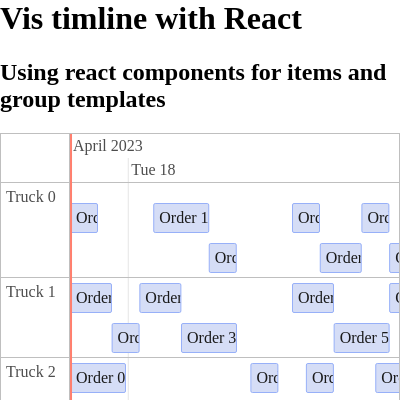 Vis timline with React
Using react components for items and
group templates
April 2023
Tue 18
Truck 0
Ord
Order 1
Ord
Ord
Ord
Order
Truck 1
Order
Order
Order
Ord
Order 3
Order 5
Truck 2
Order 0
Ord
Ord
Or